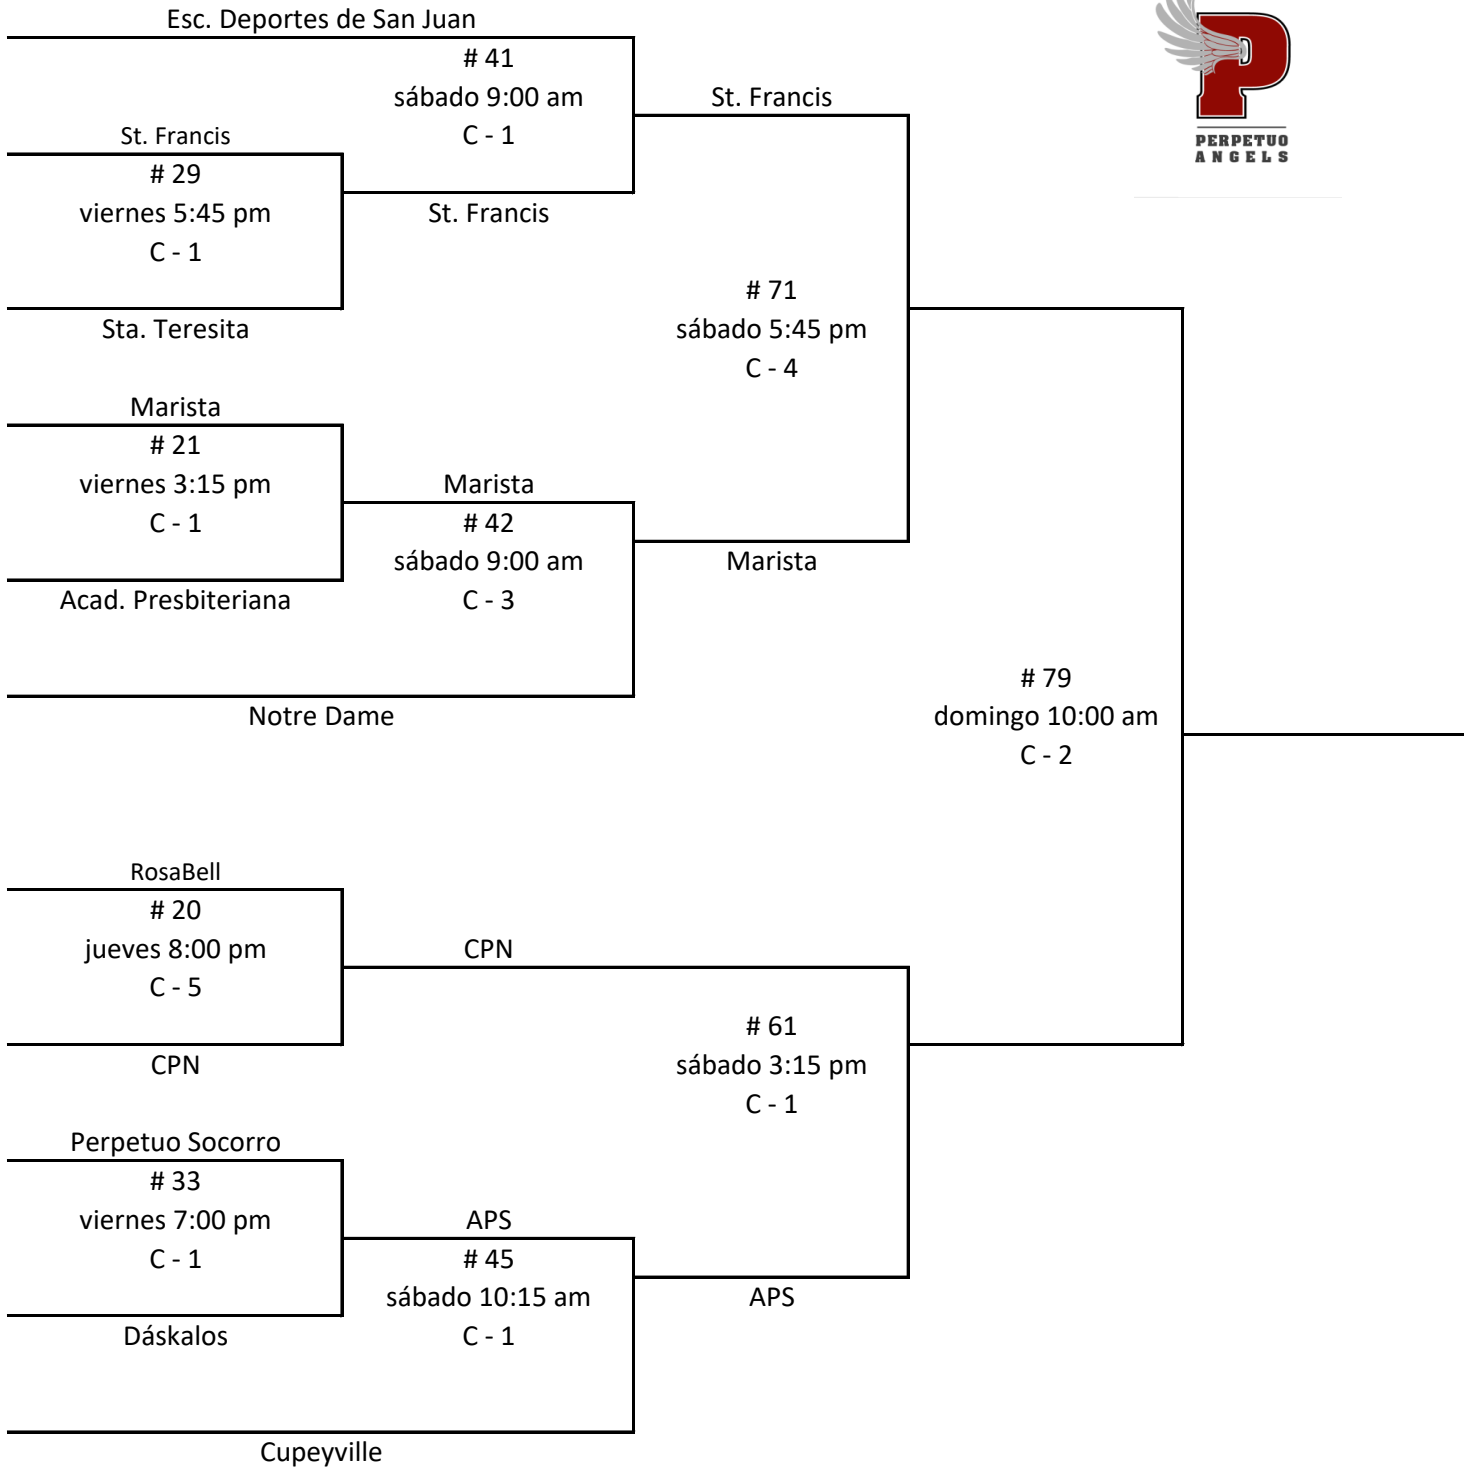 Esc. Deportes de San Juan
# 41
sábado 9:00 am
C - 1
St. Francis
PERPETUO
ANGELS
St. Francis
# 29
viernes 5:45 pm
C - 1
St. Francis
Sta. Teresita
# 71
sábado 5:45 pm
C - 4
Marista
# 21
viernes 3:15 pm
C - 1
Acad. Presbiteriana
Marista
# 42
sábado 9:00 am
C - 3
Marista
Notre Dame
# 79
domingo 10:00 am
C - 2
RosaBell
# 20
jueves 8:00 pm
C - 5
CPN
CPN
# 61
sábado 3:15 pm
C - 1
Perpetuo Socorro
# 33
viernes 7:00 pm
C - 1
Dáskalos
APS
# 45
sábado 10:15 am
C - 1
APS
Cupeyville